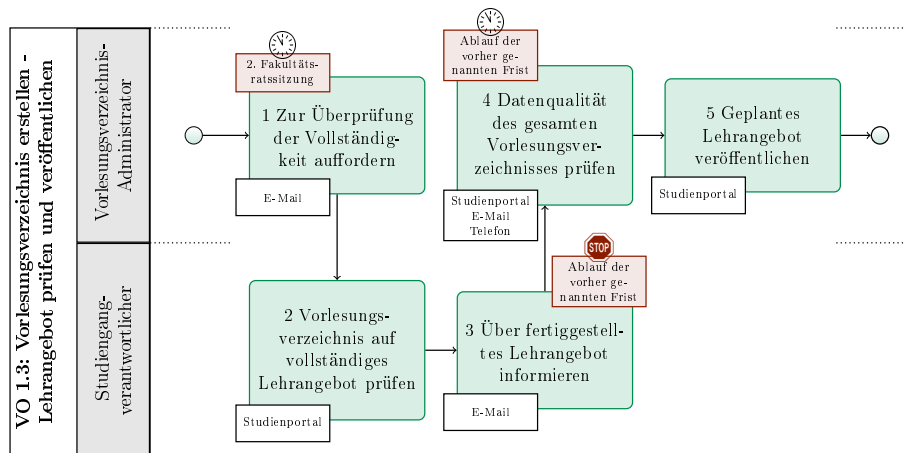 VO 1.3: Vorlesungsverzeichnis erstellen -
Lehrangebot prüfen und veröffentlichen
Vorlesungsverzeichnis-
Administrator
2. Fakultäts-
ratssitzung
1 Zur Überprüfung
der Vollständig-
keit auffordern
E-Mail
Ablauf der
vorher ge-
nannten Frist
4 Datenqualität
des gesamten
Vorlesungsver-
zeichnisses prüfen
Studienportal
E-Mail
Telefon
5 Geplantes
Lehrangebot
veröffentlichen
Studienportal
Studiengang-
verantwortlicher
2 Vorlesungs-
verzeichnis auf
vollständiges
Lehrangebot prüfen
Studienportal
STOP
Ablauf der
vorher ge-
nannten Frist
3 Über fertiggestell-
tes Lehrangebot
informieren
E-Mail